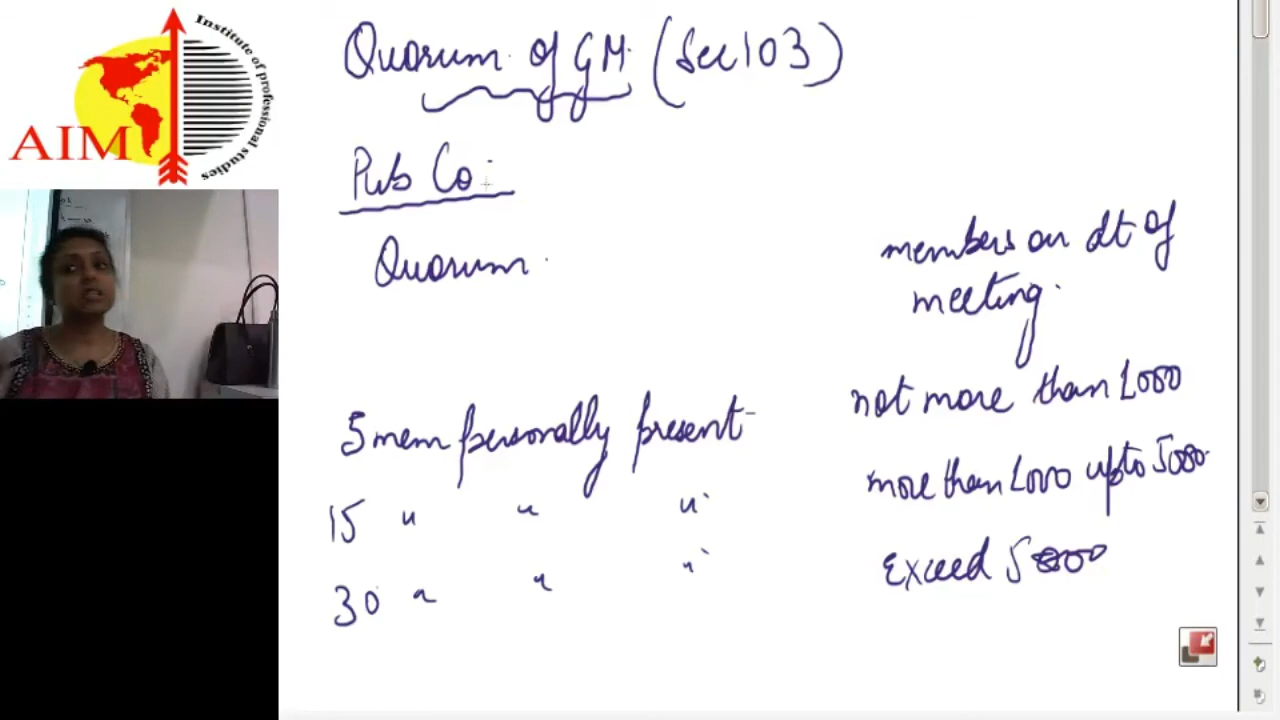 AIM
Institute of professional studies
Quorum of GM (Sec 103)
Pub Co:
Quorum
members on dt of
meeting.
5 mem personally present not more than 1000
15 " " " more than 1000 upto 5000
30 " " " Exceed 5000